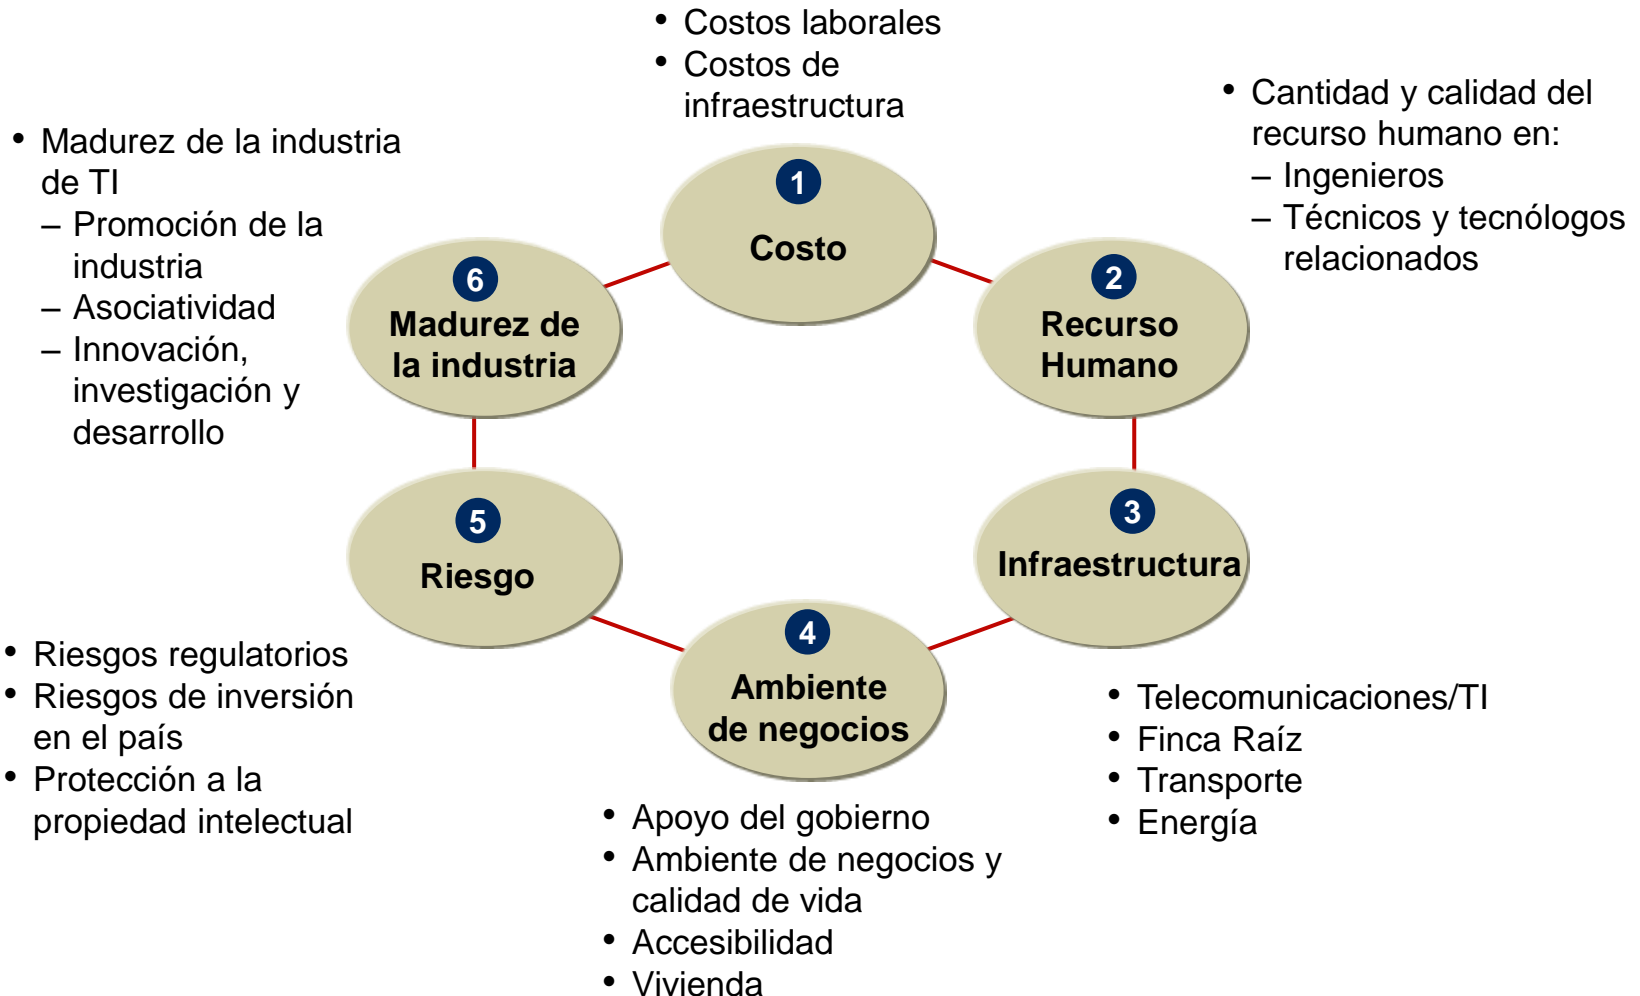 • Costos laborales
• Costos de
infraestructura
1
Costo
• Cantidad y calidad del
recurso humano en:
– Ingenieros
– Técnicos y tecnólogos
relacionados
2
Recurso
Humano
3
Infraestructura
• Telecomunicaciones/TI
• Finca Raíz
• Transporte
• Energía
4
Ambiente
de negocios
• Apoyo del gobierno
• Ambiente de negocios y
calidad de vida
• Accesibilidad
• Vivienda
5
Riesgo
• Riesgos regulatorios
• Riesgos de inversión
en el país
• Protección a la
propiedad intelectual
6
Madurez de
la industria
• Madurez de la industria
de TI
– Promoción de la
industria
– Asociatividad
– Innovación,
investigación y
desarrollo